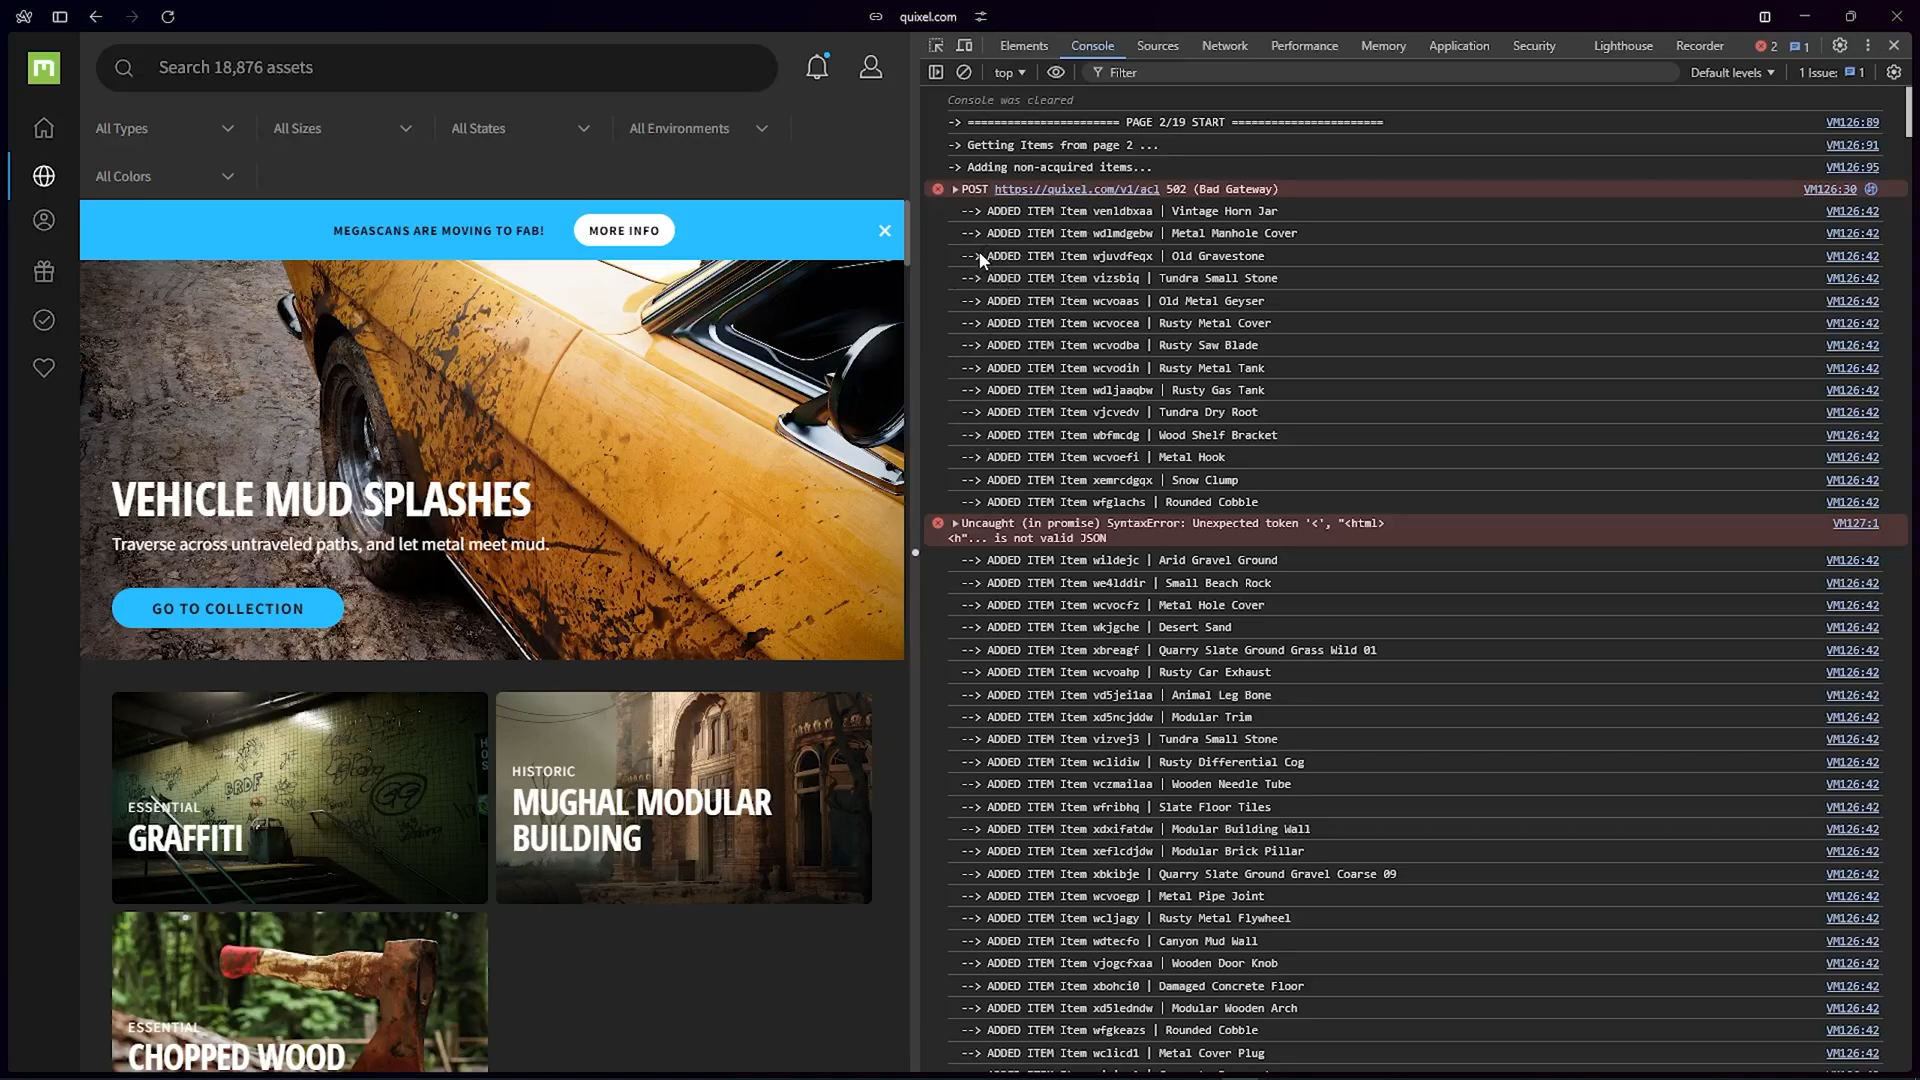 quixel.com
Search 18,876 assets
All Types
All Sizes
All States
All Environments
All Colors
MEGASCANS ARE MOVING TO FAB!
MORE INFO
VEHICLE MUD SPLASHES
Traverse across untraveled paths, and let metal meet mud.
GO TO COLLECTION
ESSENTIAL
GRAFFITI
HISTORIC
MUGHAL MODULAR
BUILDING
ESSENTIAL
CHOPPED WOOD
Elements Console Sources Network Performance Memory Application Security Lighthouse Recorder 2 1
top Filter Default levels 1 Issue: 1
Console was cleared
-> ======================= PAGE 2/19 START ======================= VM126:89
-> Getting Items from page 2 ... VM126:91
-> Adding non-acquired items... VM126:95
POST https://quixel.com/v1/acl 502 (Bad Gateway) VM126:30
--> ADDED ITEM Item venldbxaa | Vintage Horn Jar VM126:42
--> ADDED ITEM Item wdlmdgebw | Metal Manhole Cover VM126:42
--> ADDED ITEM Item wjuvdfeqx | Old Gravestone VM126:42
--> ADDED ITEM Item vizsbiq | Tundra Small Stone VM126:42
--> ADDED ITEM Item wcvoaas | Old Metal Geyser VM126:42
--> ADDED ITEM Item wcvocea | Rusty Metal Cover VM126:42
--> ADDED ITEM Item wcvodba | Rusty Saw Blade VM126:42
--> ADDED ITEM Item wcvodih | Rusty Metal Tank VM126:42
--> ADDED ITEM Item wdljaaqbw | Rusty Gas Tank VM126:42
--> ADDED ITEM Item vjcvedv | Tundra Dry Root VM126:42
--> ADDED ITEM Item wbfmcdg | Wood Shelf Bracket VM126:42
--> ADDED ITEM Item wcvoefi | Metal Hook VM126:42
--> ADDED ITEM Item xemrcdgqx | Snow Clump VM126:42
--> ADDED ITEM Item wfglachs | Rounded Cobble VM126:42
Uncaught (in promise) SyntaxError: Unexpected token '<', "<html> VM127:1
<h"... is not valid JSON
--> ADDED ITEM Item wildejc | Arid Gravel Ground VM126:42
--> ADDED ITEM Item we4lddir | Small Beach Rock VM126:42
--> ADDED ITEM Item wcvocfz | Metal Hole Cover VM126:42
--> ADDED ITEM Item wkjgche | Desert Sand VM126:42
--> ADDED ITEM Item xbreagf | Quarry Slate Ground Grass Wild 01 VM126:42
--> ADDED ITEM Item wcvoahp | Rusty Car Exhaust VM126:42
--> ADDED ITEM Item vd5jei1aa | Animal Leg Bone VM126:42
--> ADDED ITEM Item xd5ncjddw | Modular Trim VM126:42
--> ADDED ITEM Item vizvej3 | Tundra Small Stone VM126:42
--> ADDED ITEM Item wclidiw | Rusty Differential Cog VM126:42
--> ADDED ITEM Item vczmailaa | Wooden Needle Tube VM126:42
--> ADDED ITEM Item wfribhq | Slate Floor Tiles VM126:42
--> ADDED ITEM Item xdxifatdw | Modular Building Wall VM126:42
--> ADDED ITEM Item xeflcdjdw | Modular Brick Pillar VM126:42
--> ADDED ITEM Item xbkibje | Quarry Slate Ground Gravel Coarse 09 VM126:42
--> ADDED ITEM Item wcvoegp | Metal Pipe Joint VM126:42
--> ADDED ITEM Item wcljagy | Rusty Metal Flywheel VM126:42
--> ADDED ITEM Item wdtecfo | Canyon Mud Wall VM126:42
--> ADDED ITEM Item vjogcfxaa | Wooden Door Knob VM126:42
--> ADDED ITEM Item xbohci0 | Damaged Concrete Floor VM126:42
--> ADDED ITEM Item xd5ledndw | Modular Wooden Arch VM126:42
--> ADDED ITEM Item wfgkeazs | Rounded Cobble VM126:42
--> ADDED ITEM Item wclicd1 | Metal Cover Plug VM126:42